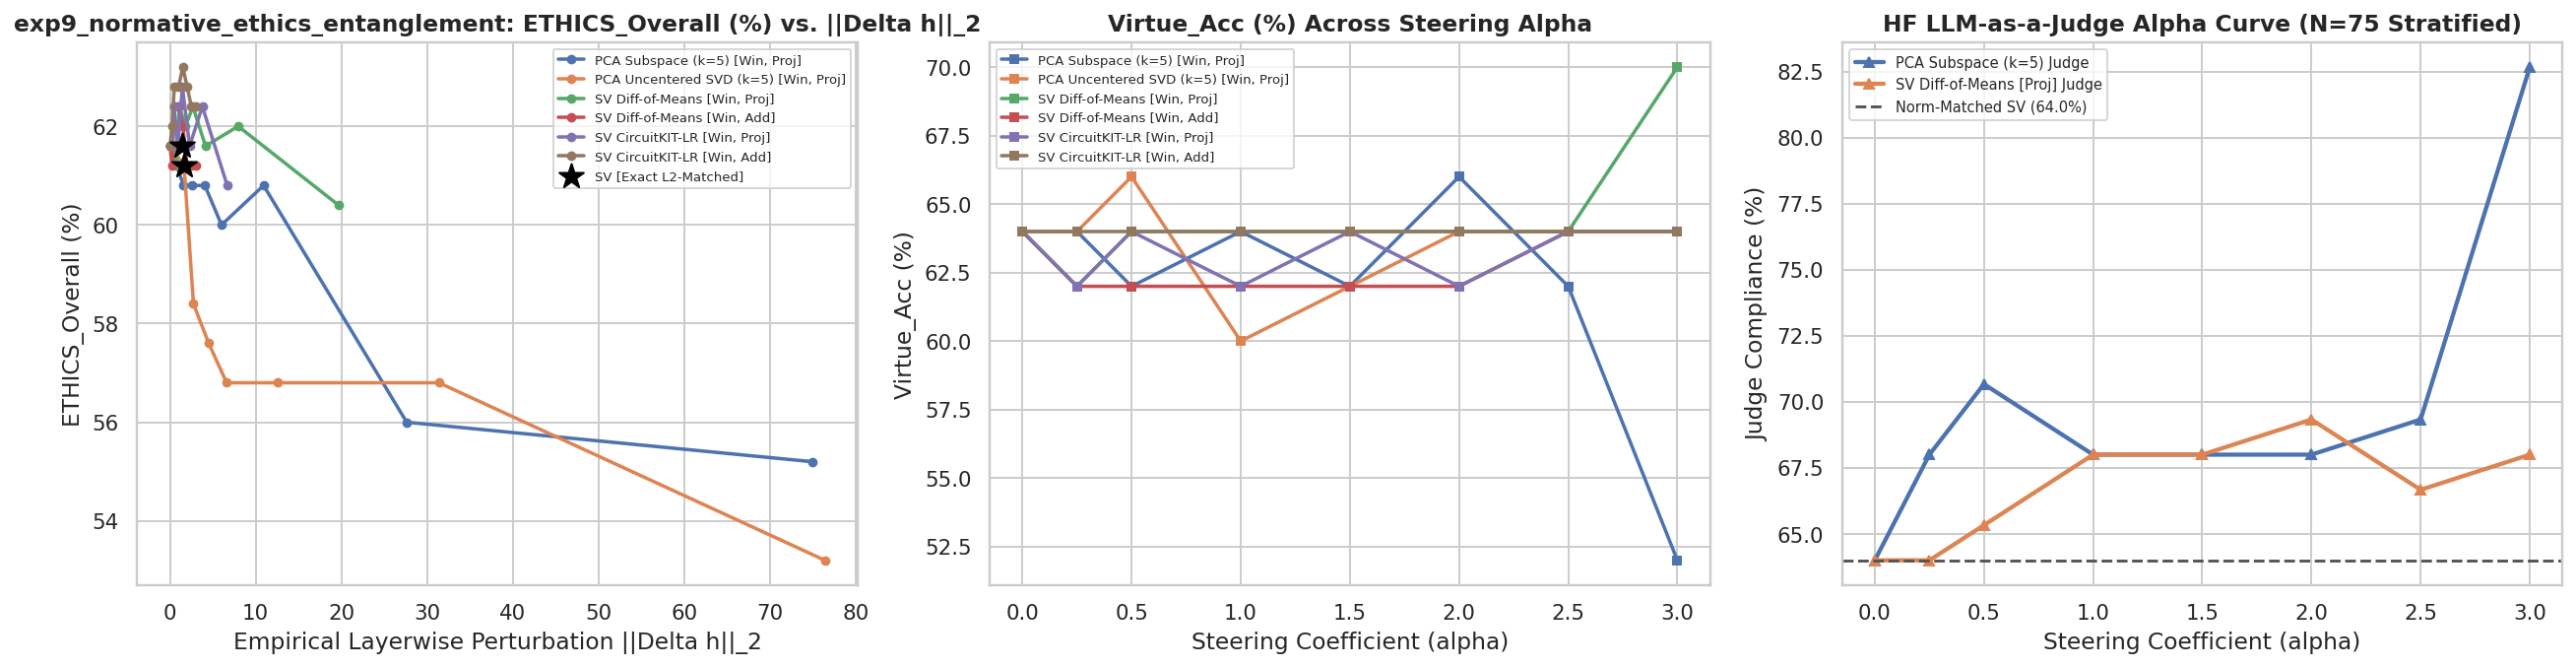 exp9_normative_ethics_entanglement: ETHICS_Overall (%) vs. ||Delta h||_2
PCA Subspace (k=5) [Win, Proj]
PCA Uncentered SVD (k=5) [Win, Proj]
SV Diff-of-Means [Win, Proj]
SV Diff-of-Means [Win, Add]
SV CircuitKIT-LR [Win, Proj]
SV CircuitKIT-LR [Win, Add]
SV [Exact L2-Matched]
ETHICS_Overall (%)
62
60
58
56
54
0 10 20 30 40 50 60 70 80
Empirical Layerwise Perturbation ||Delta h||_2
Virtue_Acc (%) Across Steering Alpha
PCA Subspace (k=5) [Win, Proj]
PCA Uncentered SVD (k=5) [Win, Proj]
SV Diff-of-Means [Win, Proj]
SV Diff-of-Means [Win, Add]
SV CircuitKIT-LR [Win, Proj]
SV CircuitKIT-LR [Win, Add]
Virtue_Acc (%)
70.0
67.5
65.0
62.5
60.0
57.5
55.0
52.5
0.0 0.5 1.0 1.5 2.0 2.5 3.0
Steering Coefficient (alpha)
HF LLM-as-a-Judge Alpha Curve (N=75 Stratified)
PCA Subspace (k=5) Judge
SV Diff-of-Means [Proj] Judge
Norm-Matched SV (64.0%)
Judge Compliance (%)
82.5
80.0
77.5
75.0
72.5
70.0
67.5
65.0
0.0 0.5 1.0 1.5 2.0 2.5 3.0
Steering Coefficient (alpha)